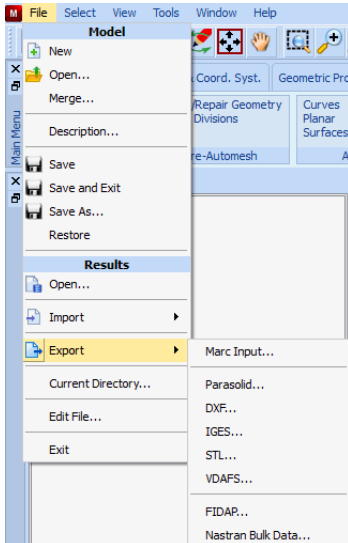 M File Select View Tools Window Help
Model
New
Open...
Merge...
Description...
Save
Save and Exit
Save As...
Restore
Results
Open...
Import
Export
Current Directory...
Edit File...
Exit
Marc Input...
Parasolid...
DXF...
IGES...
STL...
VDAFS...
FIDAP...
Nastran Bulk Data...
Main Menu
Coord. Syst. Geometric Pro
/Repair Geometry
Divisions
re-Automesh
Curves
Planar
Surfaces
A